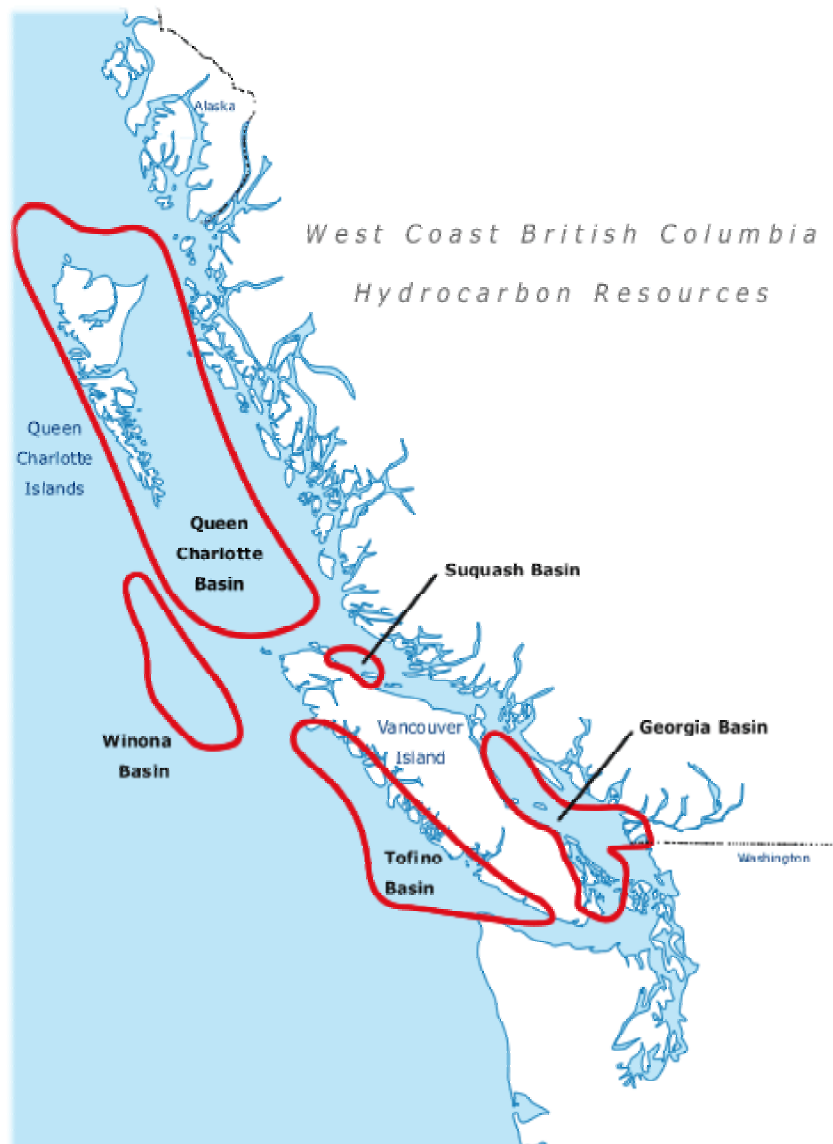 Alaska
West Coast British Columbia
Hydrocarbon Resources
Queen
Charlotte
Islands
Queen
Charlotte
Basin
Suquash Basin
Winona
Basin
Vancouver
Island
Georgia Basin
Tofino
Basin
Washington